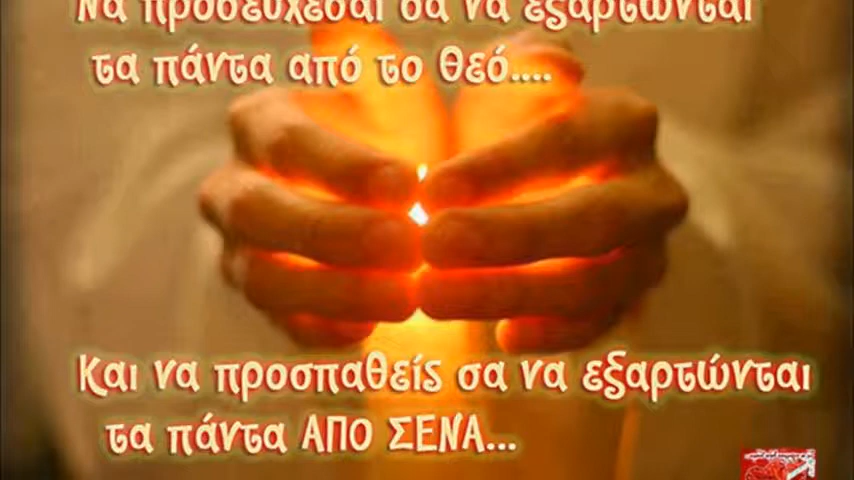 Να προσεύχεσαι σα να εξαρτώνται
τα πάντα από το θεό....
Και να προσπαθείς σα να εξαρτώνται
τα πάντα ΑΠΟ ΣΕΝΑ...